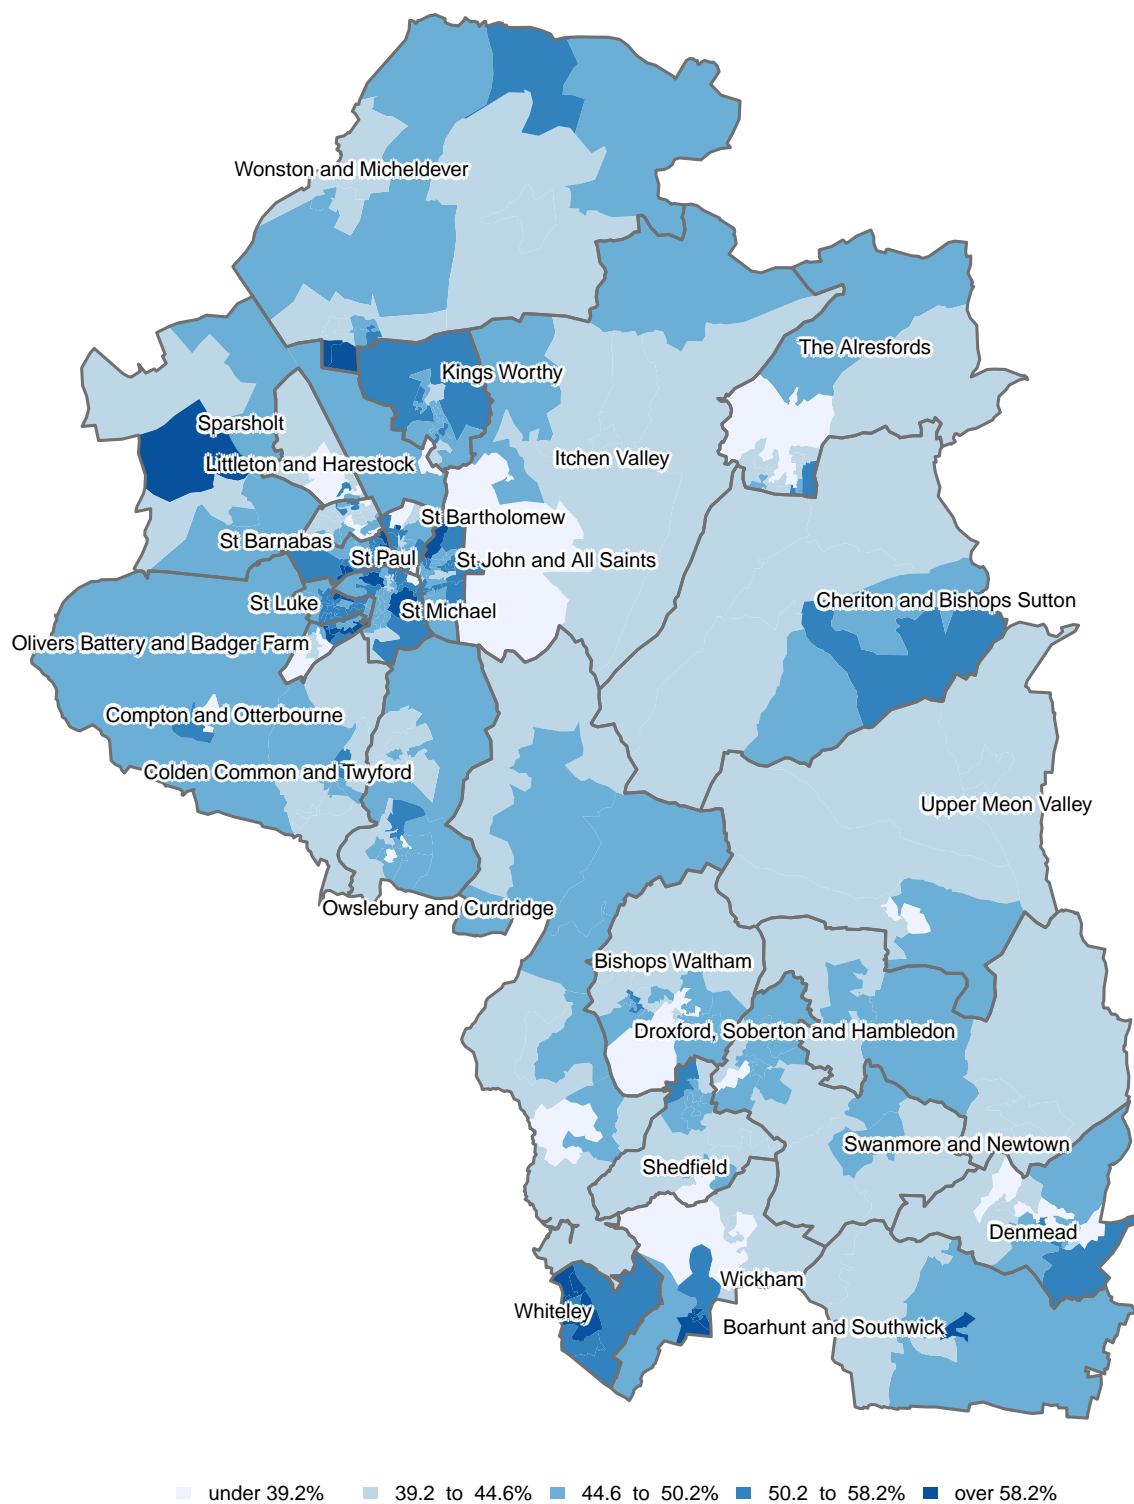 Wonston and Micheldever
The Alresfords
Kings Worthy
Sparsholt
Itchen Valley
Littleton and Harestock
St Bartholomew
St Barnabas
St Paul
St John and All Saints
St Luke
Cheriton and Bishops Sutton
St Michael
Olivers Battery and Badger Farm
Compton and Otterbourne
Colden Common and Twyford
Upper Meon Valley
Owslebury and Curdridge
Bishops Waltham
Droxford, Soberton and Hambledon
Swanmore and Newtown
Shedfield
Denmead
Wickham
Whiteley
Boarhunt and Southwick
under 39.2% 39.2 to 44.6% 44.6 to 50.2% 50.2 to 58.2% over 58.2%